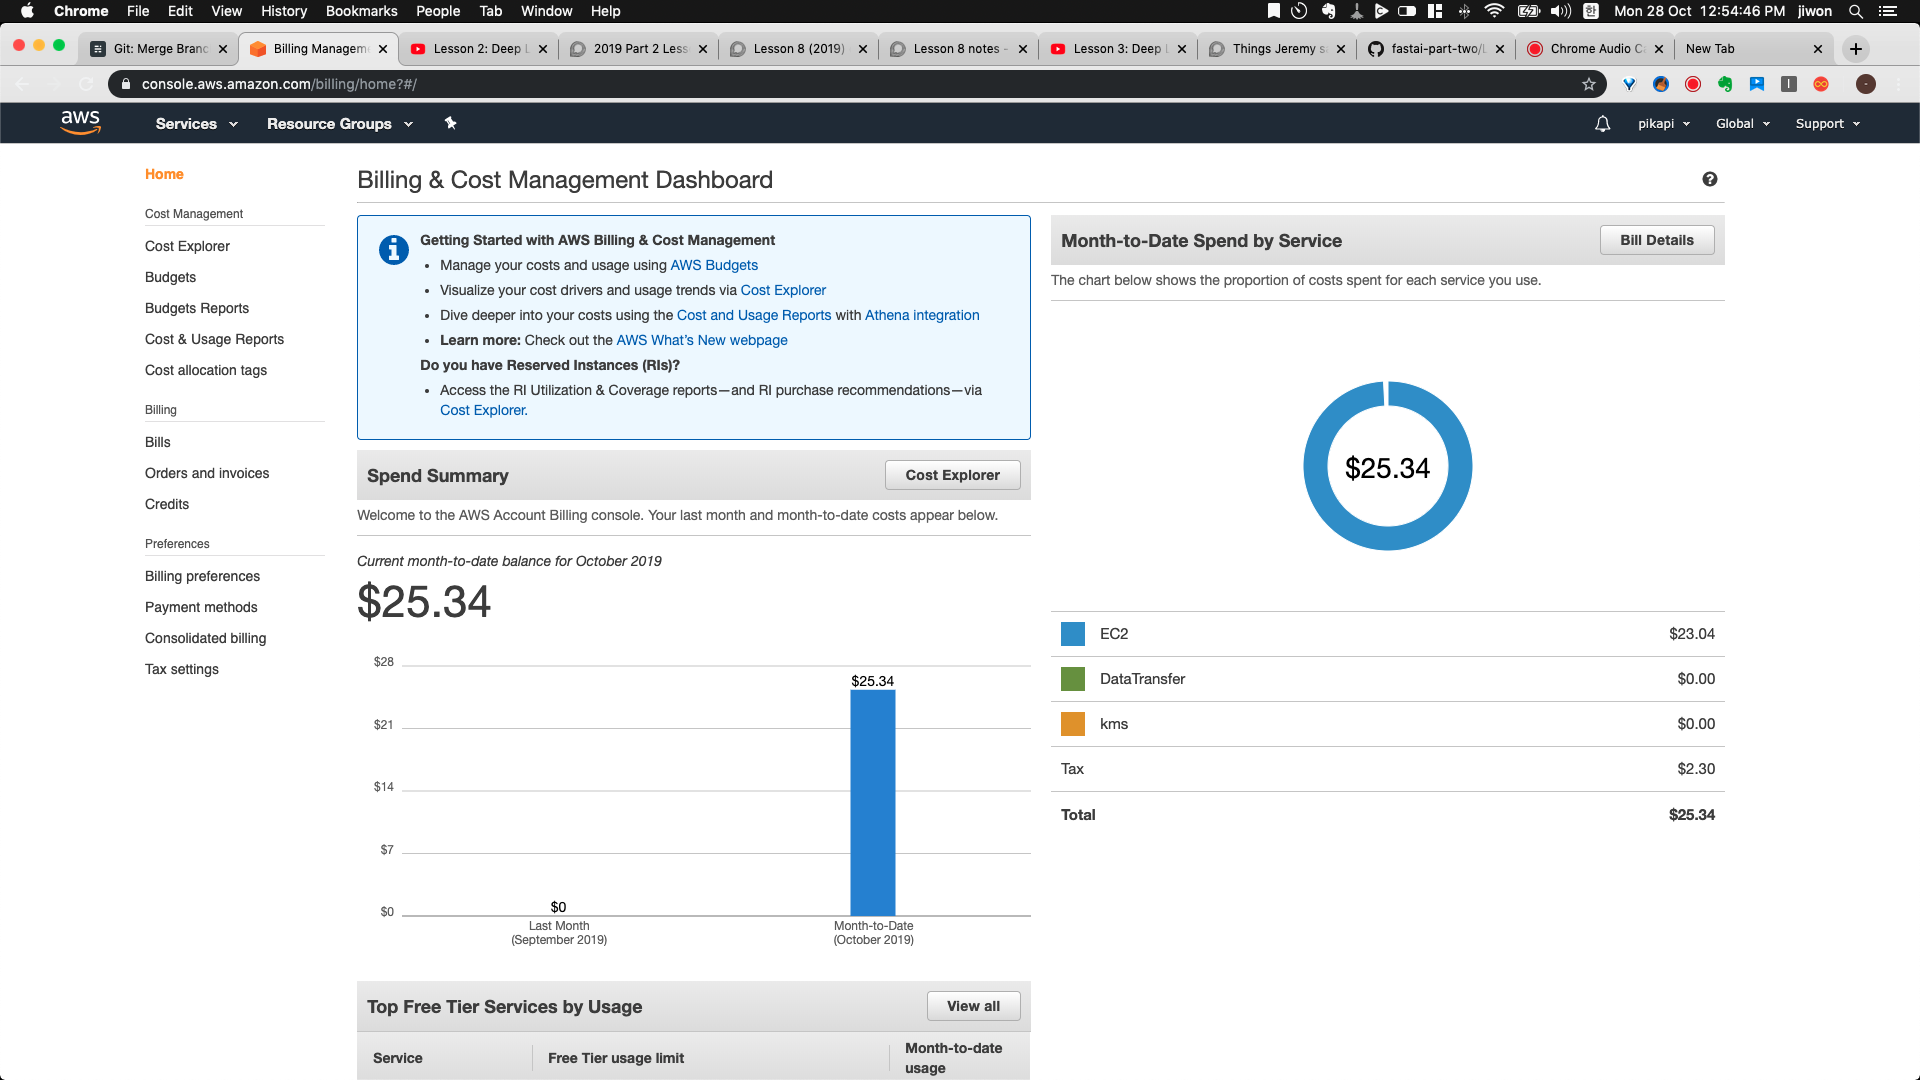 Chrome File Edit View History Bookmarks People Tab Window Help
한 Mon 28 Oct 12:54:46 PM jiwon
Git: Merge Branc
Billing Managem
Lesson 2: Deep L
2019 Part 2 Less
Lesson 8 (2019)
Lesson 8 notes -
Lesson 3: Deep L
Things Jeremy s
fastai-part-two/l
Chrome Audio C
New Tab
console.aws.amazon.com/billing/home?#/
aws Services Resource Groups pikapi Global Support
Home
Cost Management
Cost Explorer
Budgets
Budgets Reports
Cost & Usage Reports
Cost allocation tags
Billing
Bills
Orders and invoices
Credits
Preferences
Billing preferences
Payment methods
Consolidated billing
Tax settings
Billing & Cost Management Dashboard
Getting Started with AWS Billing & Cost Management
• Manage your costs and usage using AWS Budgets
• Visualize your cost drivers and usage trends via Cost Explorer
• Dive deeper into your costs using the Cost and Usage Reports with Athena integration
• Learn more: Check out the AWS What's New webpage
Do you have Reserved Instances (RIs)?
• Access the RI Utilization & Coverage reports—and RI purchase recommendations—via
Cost Explorer.
Spend Summary
Cost Explorer
Welcome to the AWS Account Billing console. Your last month and month-to-date costs appear below.
Current month-to-date balance for October 2019
$25.34
$28
$21
$14
$7
$0
$0
$25.34
Last Month
(September 2019)
Month-to-Date
(October 2019)
Top Free Tier Services by Usage
View all
Service
Free Tier usage limit
Month-to-date
usage
Month-to-Date Spend by Service
Bill Details
The chart below shows the proportion of costs spent for each service you use.
$25.34
EC2 $23.04
DataTransfer $0.00
kms $0.00
Tax $2.30
Total $25.34